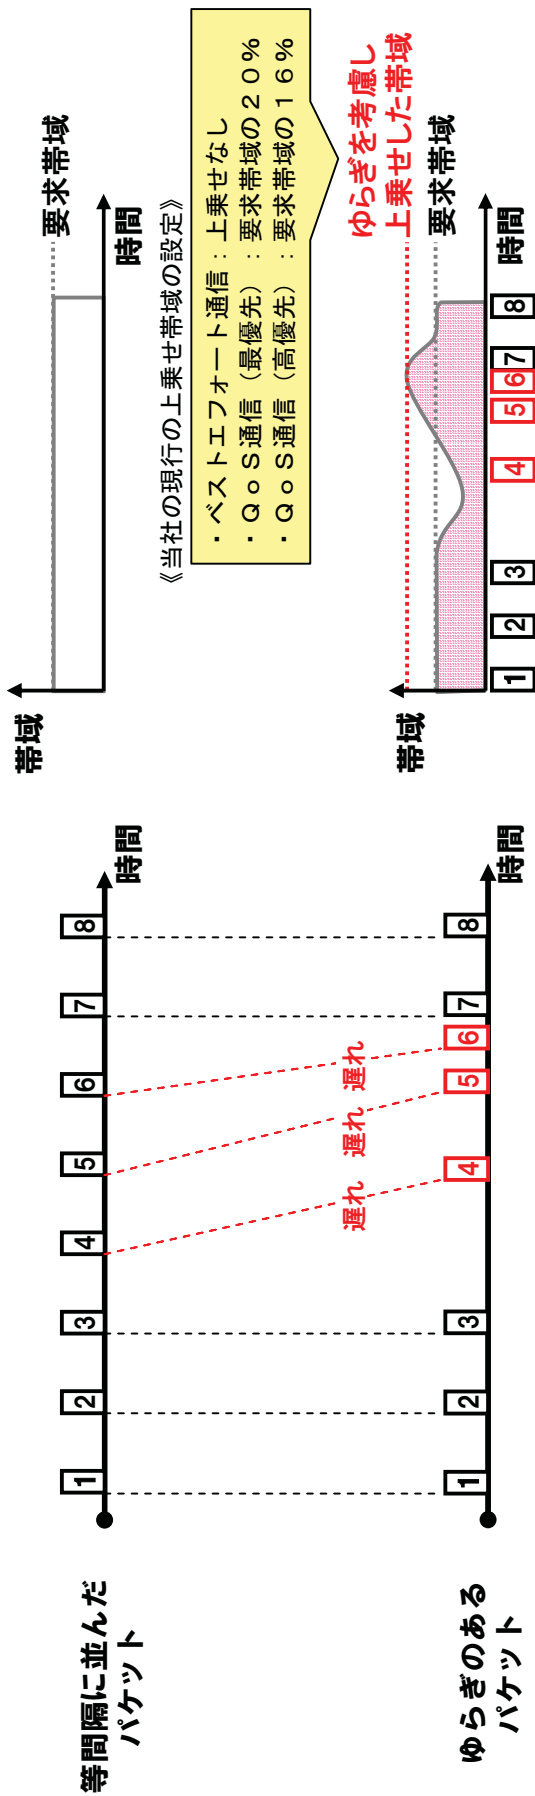 等間隔に並んだ
パケット
1 2 3 4 5 6 7 8
時間
遅れ 遅れ 遅れ
ゆらぎのある
パケット
1 2 3 4 5 6 7 8
時間
帯域
要求帯域
時間
《当社の現行の上乗せ帯域の設定》
・ベストエフォート通信：上乗せなし
・ＱｏＳ通信（最優先）：要求帯域の２０％
・ＱｏＳ通信（高優先）：要求帯域の１６％
ゆらぎを考慮し
上乗せした帯域
帯域
要求帯域
時間
1 2 3 4 5 6 7 8